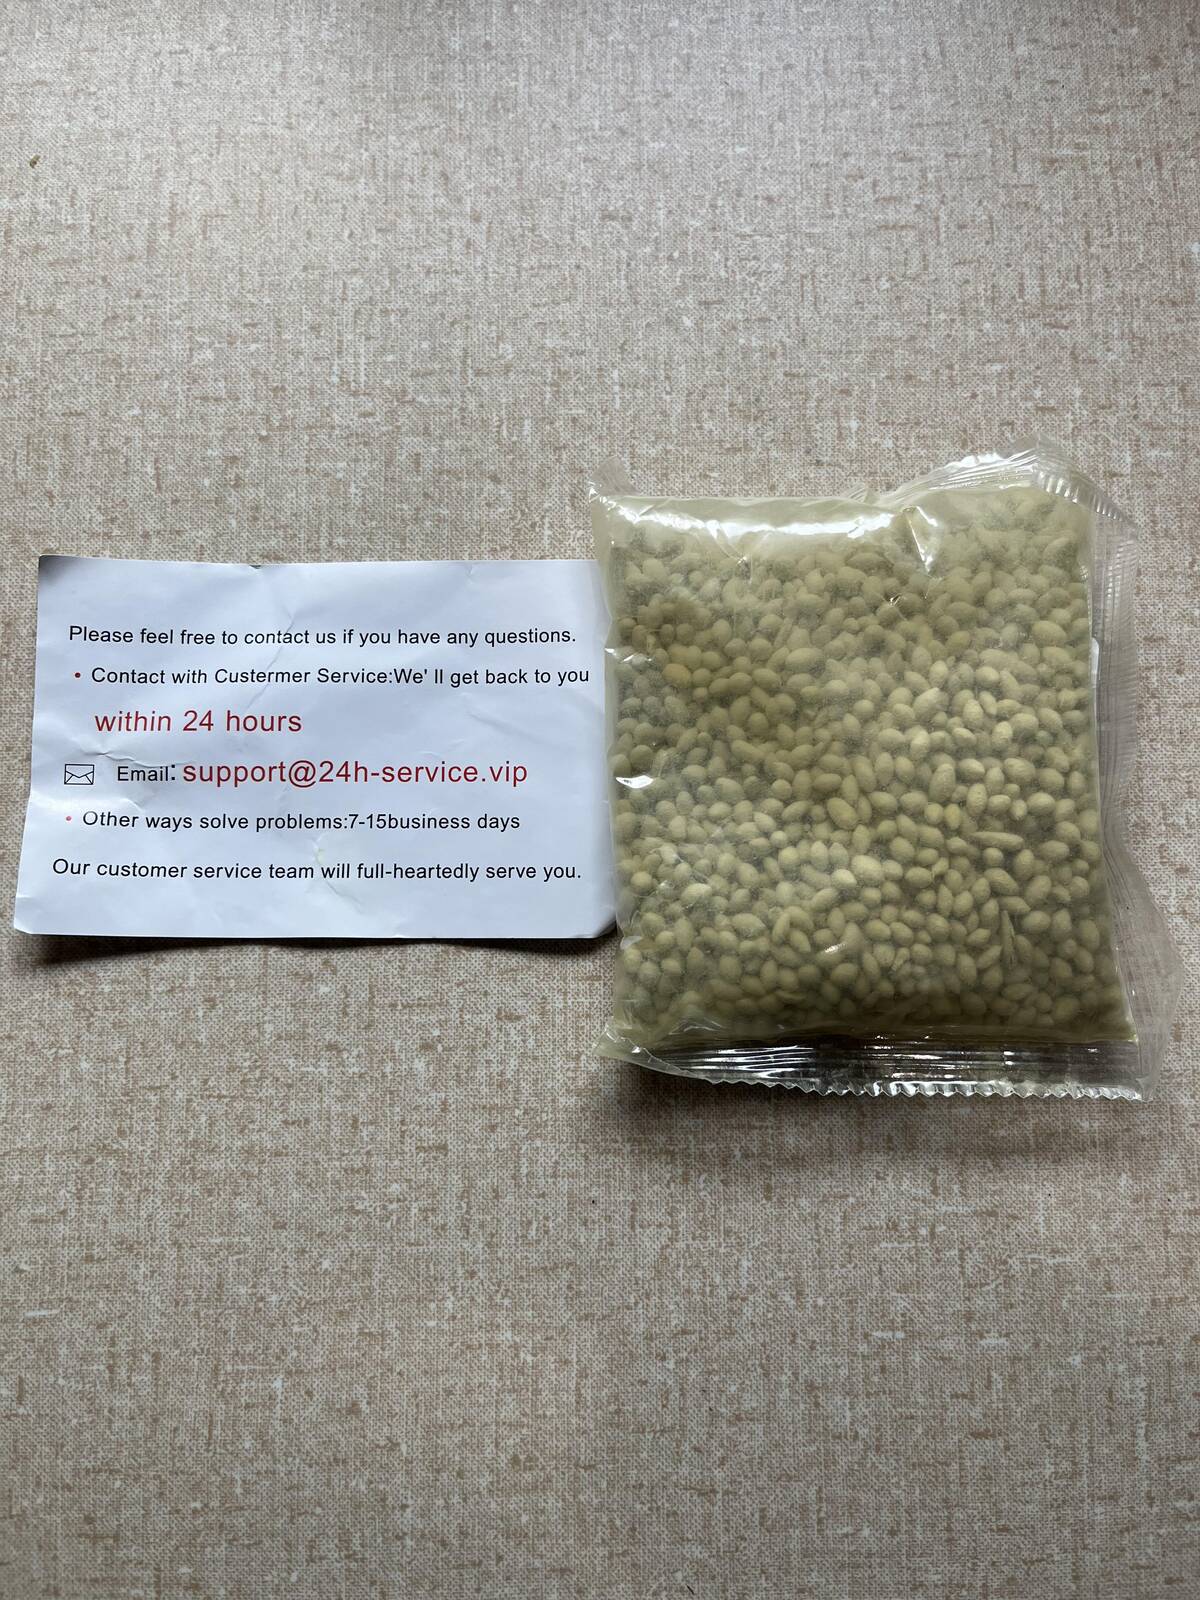 Please feel free to contact us if you have any questions.
• Contact with Custermer Service:We' ll get back to you
within 24 hours
Email: support@24h-service.vip
• Other ways solve problems:7-15business days
Our customer service team will full-heartedly serve you.